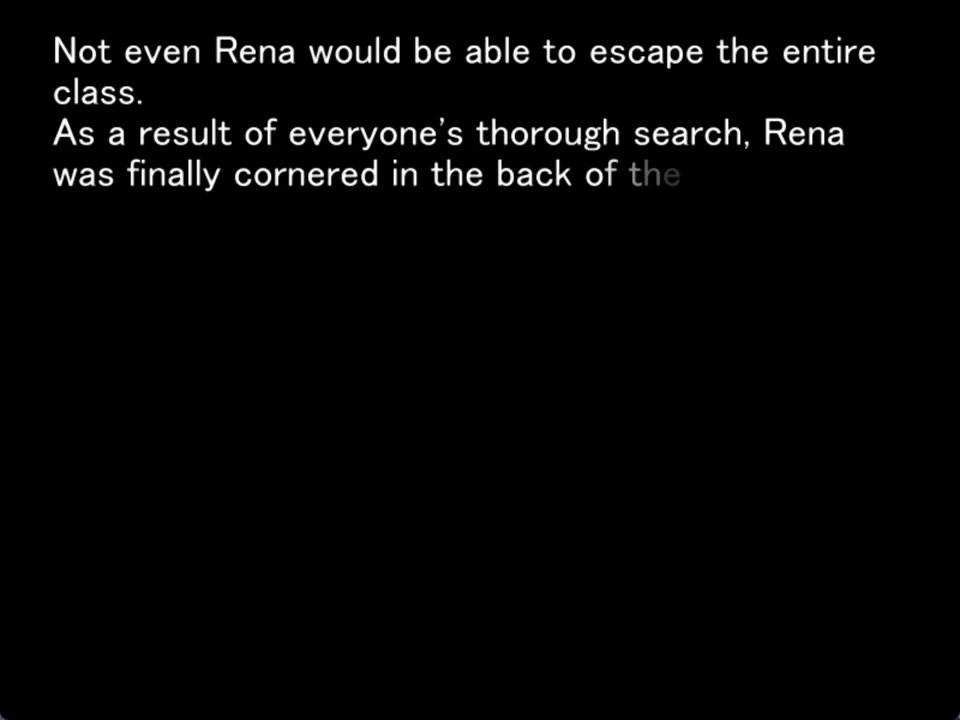 Not even Rena would be able to escape the entire
class.
As a result of everyone’s thorough search, Rena
was finally cornered in the back of the